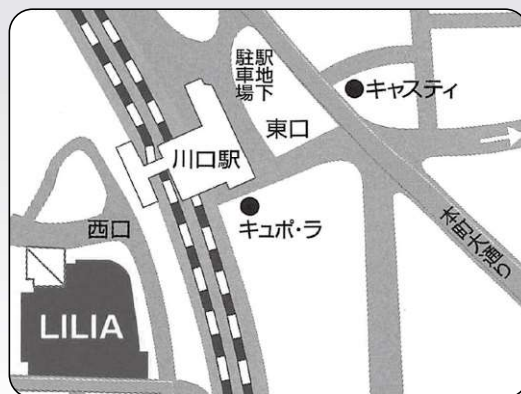 駅地下
駐車場
キャスティ
東口
川口駅
キュポ・ラ
西口
本町大通り
LILIA